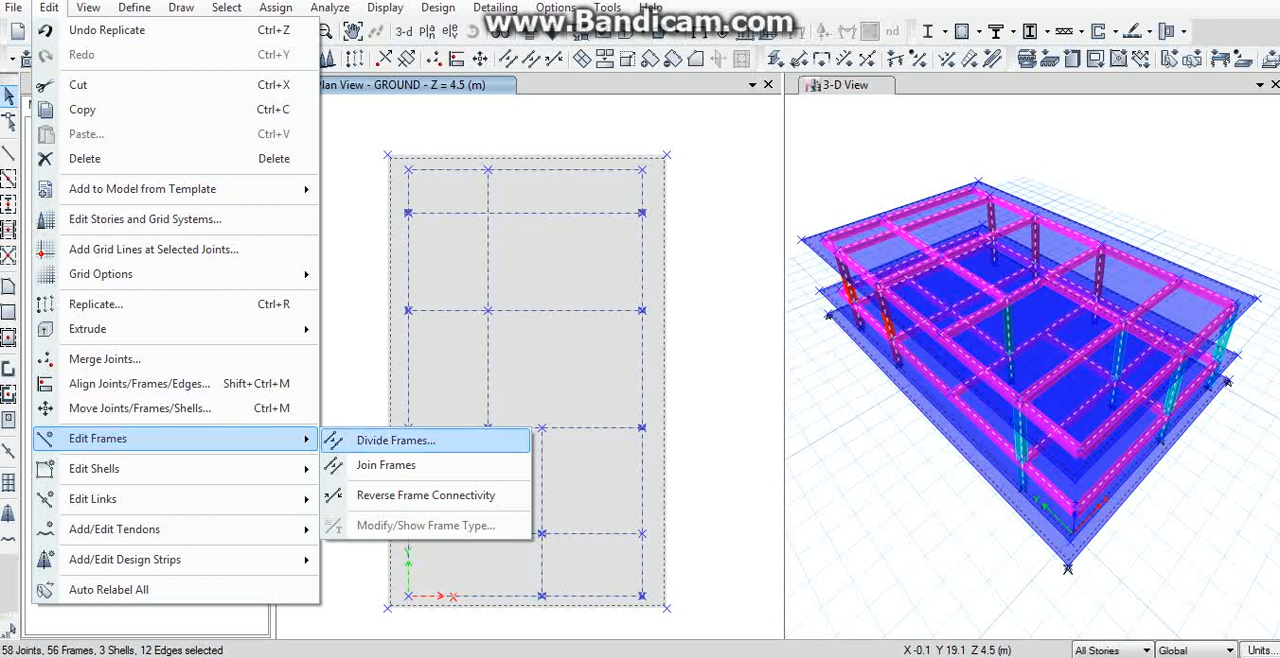 File Edit View Define Draw Select Assign Analyze Display Design Detailing Options Tools Help
www.Bandicam.com
Undo Replicate Ctrl+Z
Redo Ctrl+Y
Cut Ctrl+X
Copy Ctrl+C
Paste... Ctrl+V
Delete Delete
Add to Model from Template
Edit Stories and Grid Systems...
Add Grid Lines at Selected Joints...
Grid Options
Replicate... Ctrl+R
Extrude
Merge Joints...
Align Joints/Frames/Edges... Shift+Ctrl+M
Move Joints/Frames/Shells... Ctrl+M
Edit Frames
Edit Shells
Edit Links
Add/Edit Tendons
Add/Edit Design Strips
Auto Relabel All
Divide Frames...
Join Frames
Reverse Frame Connectivity
Modify/Show Frame Type...
3-d
nd
lan View - GROUND - Z = 4.5 (m)
3-D View
Y
X
58 Joints, 56 Frames, 3 Shells, 12 Edges selected
X -0.1 Y 19.1 Z 4.5 (m)
All Stories
Global
Units...